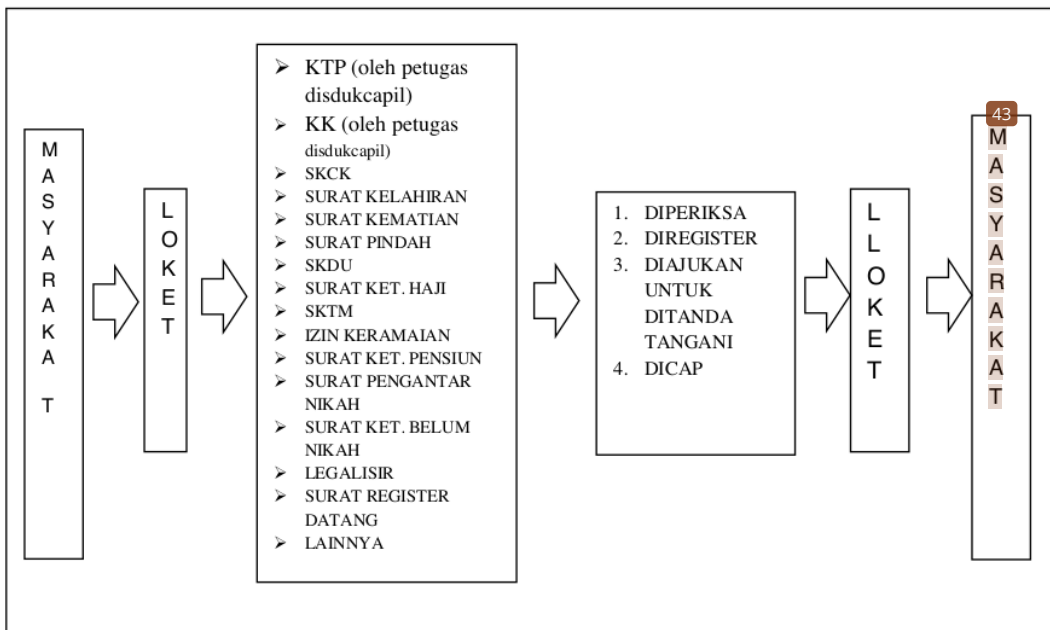 M
A
S
Y
A
R
A
K
A
T
L
O
K
E
T
➢ KTP (oleh petugas
disdukcapil)
➢ KK (oleh petugas
disdukcapil)
➢ SKCK
➢ SURAT KELAHIRAN
➢ SURAT KEMATIAN
➢ SURAT PINDAH
➢ SKDU
➢ SURAT KET. HAJI
➢ SKTM
➢ IZIN KERAMAIAN
➢ SURAT KET. PENSIUN
➢ SURAT PENGANTAR
NIKAH
➢ SURAT KET. BELUM
NIKAH
➢ LEGALISIR
➢ SURAT REGISTER
DATANG
➢ LAINNYA
1. DIPERIKSA
2. DIREGISTER
3. DIAJUKAN
UNTUK
DITANDA
TANGANI
4. DICAP
L
L
O
K
E
T
43
M
A
S
Y
A
R
A
K
A
T